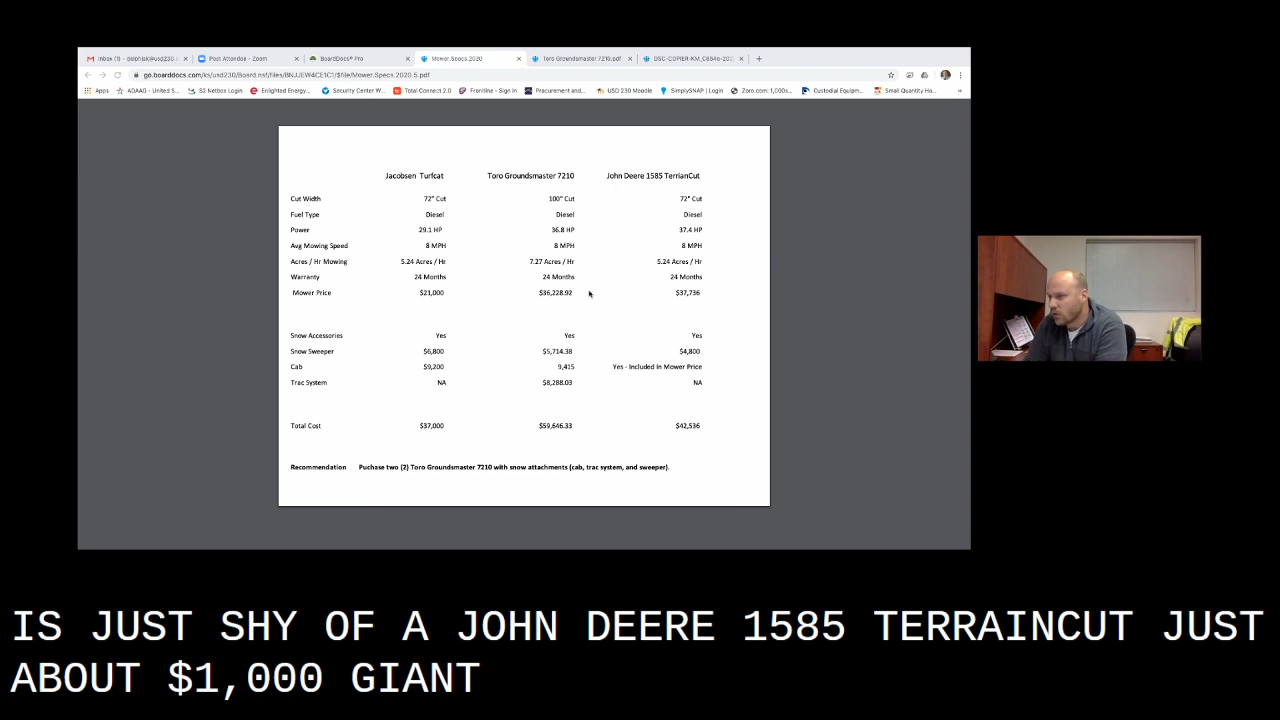 Inbox (1) - dalphisk@usd230.
Post Attendee - Zoom
BoardDocs® Pro
Mower.Specs.2020
Toro Groundsmaster 7210.pdf
DSC-COPIER-KM_C654e-20
go.boarddocs.com/ks/usd230/Board.nsf/files/BNJJEW4CE1C1/$file/Mower.Specs.2020.5.pdf
Apps
ADAAG - United S...
S2 Netbox Login
Enlighted Energy...
Security Center W...
Total Connect 2.0
Frontline - Sign In
Procurement and...
USD 230 Moodle
SimplySNAP | Login
Zoro.com: 1,000s...
Custodial Equipm...
Small Quantity Ha...
»
Jacobsen Turfcat Toro Groundsmaster 7210 John Deere 1585 TerrianCut
Cut Width 72" Cut 100" Cut 72" Cut
Fuel Type Diesel Diesel Diesel
Power 29.1 HP 36.8 HP 37.4 HP
Avg Mowing Speed 8 MPH 8 MPH 8 MPH
Acres / Hr Mowing 5.24 Acres / Hr 7.27 Acres / Hr 5.24 Acres / Hr
Warranty 24 Months 24 Months 24 Months
Mower Price $21,000 $36,228.92 $37,736
Snow Accessories Yes Yes Yes
Snow Sweeper $6,800 $5,714.38 $4,800
Cab $9,200 9,415 Yes - Included In Mower Price
Trac System NA $8,288.03 NA
Total Cost $37,000 $59,646.33 $42,536
Recommendation Puchase two (2) Toro Groundsmaster 7210 with snow attachments (cab, trac system, and sweeper).
IS JUST SHY OF A JOHN DEERE 1585 TERRAINCUT JUST
ABOUT $1,000 GIANT